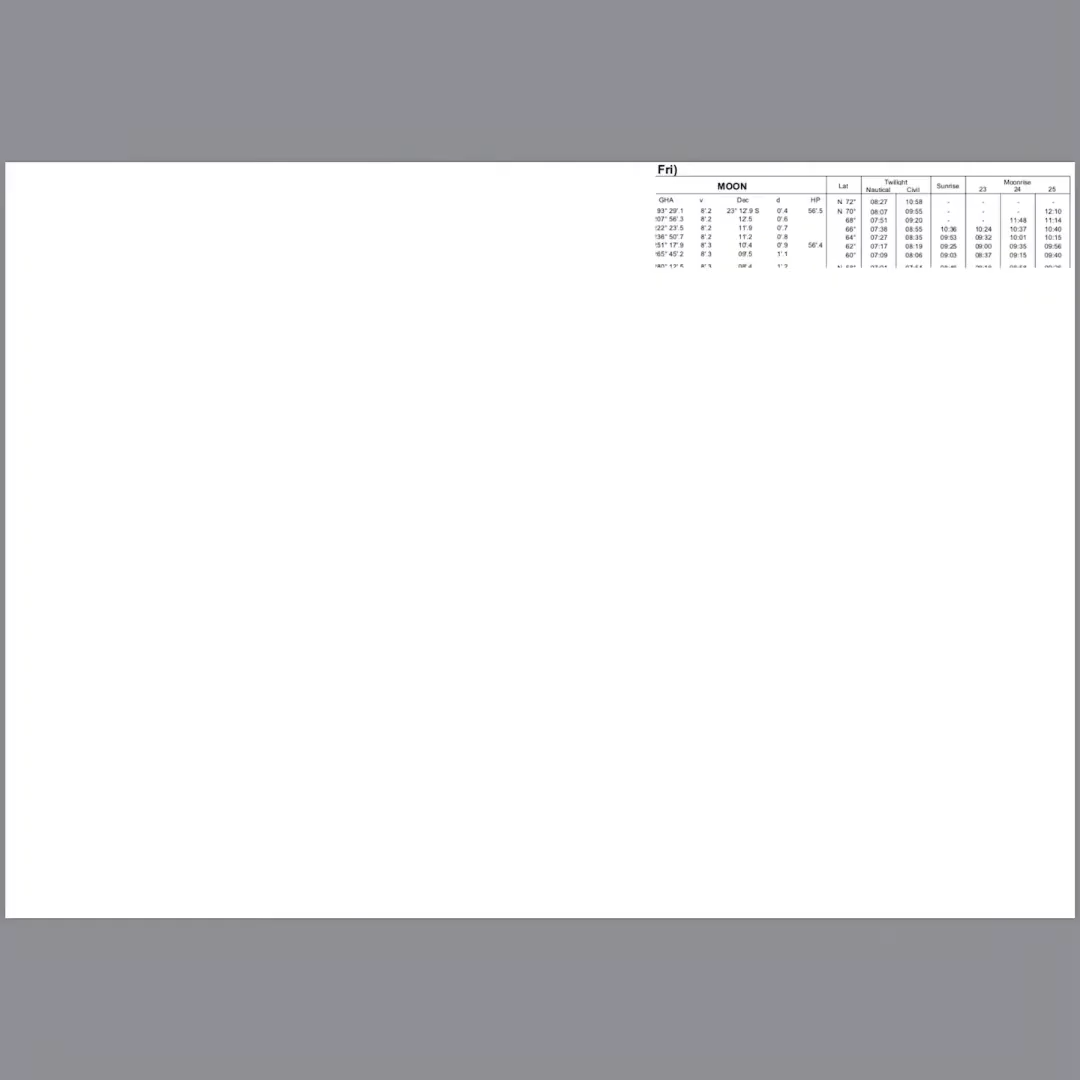 Fri)
MOON Lat Twilight Sunrise Moonrise
Nautical Civil 23 24 25
GHA v Dec d HP
N 72° 08:27 10:58 - - - -
93° 29'.1 8'.2 23° 12'.9 S 0'.4 56'.5 N 70° 08:07 09:55 - - - 12:10
07° 56'.3 8'.2 12'.5 0'.6 68° 07:51 09:20 - - 11:48 11:14
22° 23'.5 8'.2 11'.9 0'.7 66° 07:38 08:55 10:36 10:24 10:37 10:40
36° 50'.7 8'.2 11'.2 0'.8 64° 07:27 08:35 09:53 09:32 10:01 10:15
51° 17'.9 8'.3 10'.4 0'.9 56'.4 62° 07:17 08:19 09:25 09:00 09:35 09:56
65° 45'.2 8'.3 09'.5 1'.1 60° 07:09 08:06 09:03 08:37 09:15 09:40